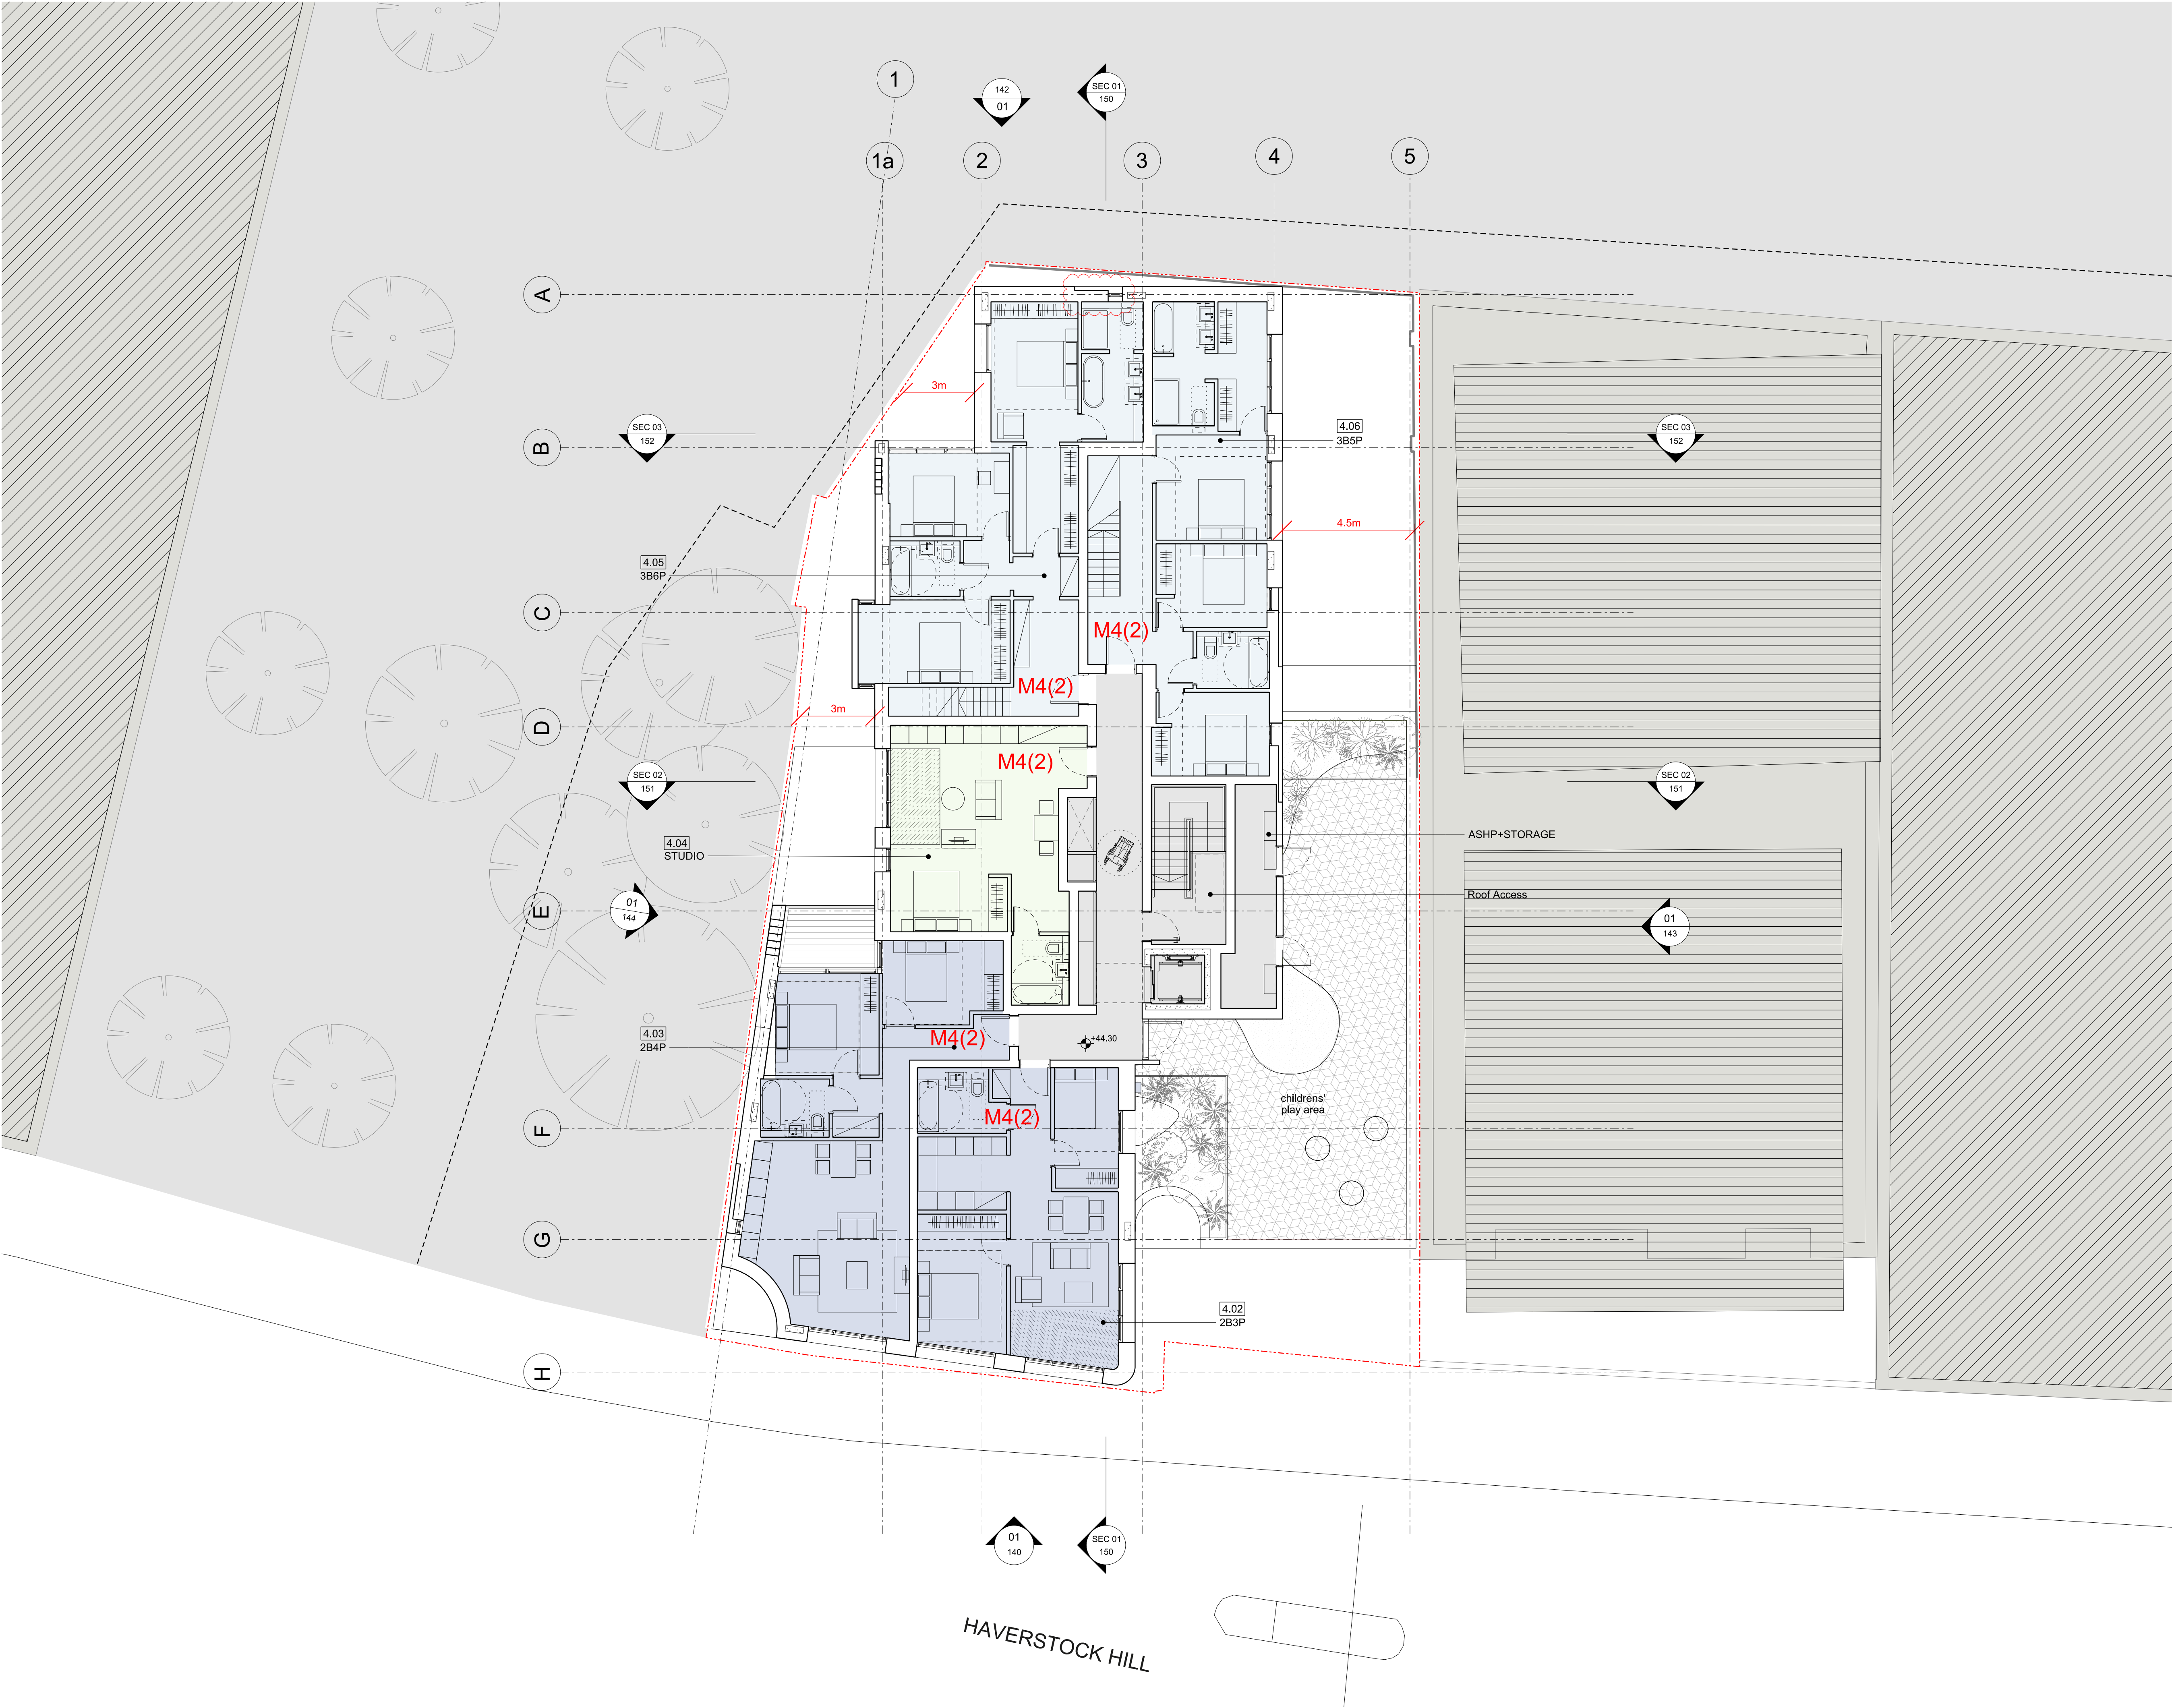 1
142
01
SEC 01
150
1a
2
3
4
5
A
3m
4.06
3B5P
SEC 03
152
B
SEC 03
152
4.5m
4.05
3B6P
C
M4(2)
M4(2)
3m
D
M4(2)
SEC 02
151
SEC 02
151
ASHP+STORAGE
4.04
STUDIO
Roof Access
01
144
E
01
143
4.03
2B4P
M4(2)
+44.30
childrens'
play area
M4(2)
F
G
4.02
2B3P
H
01
140
SEC 01
150
HAVERSTOCK HILL